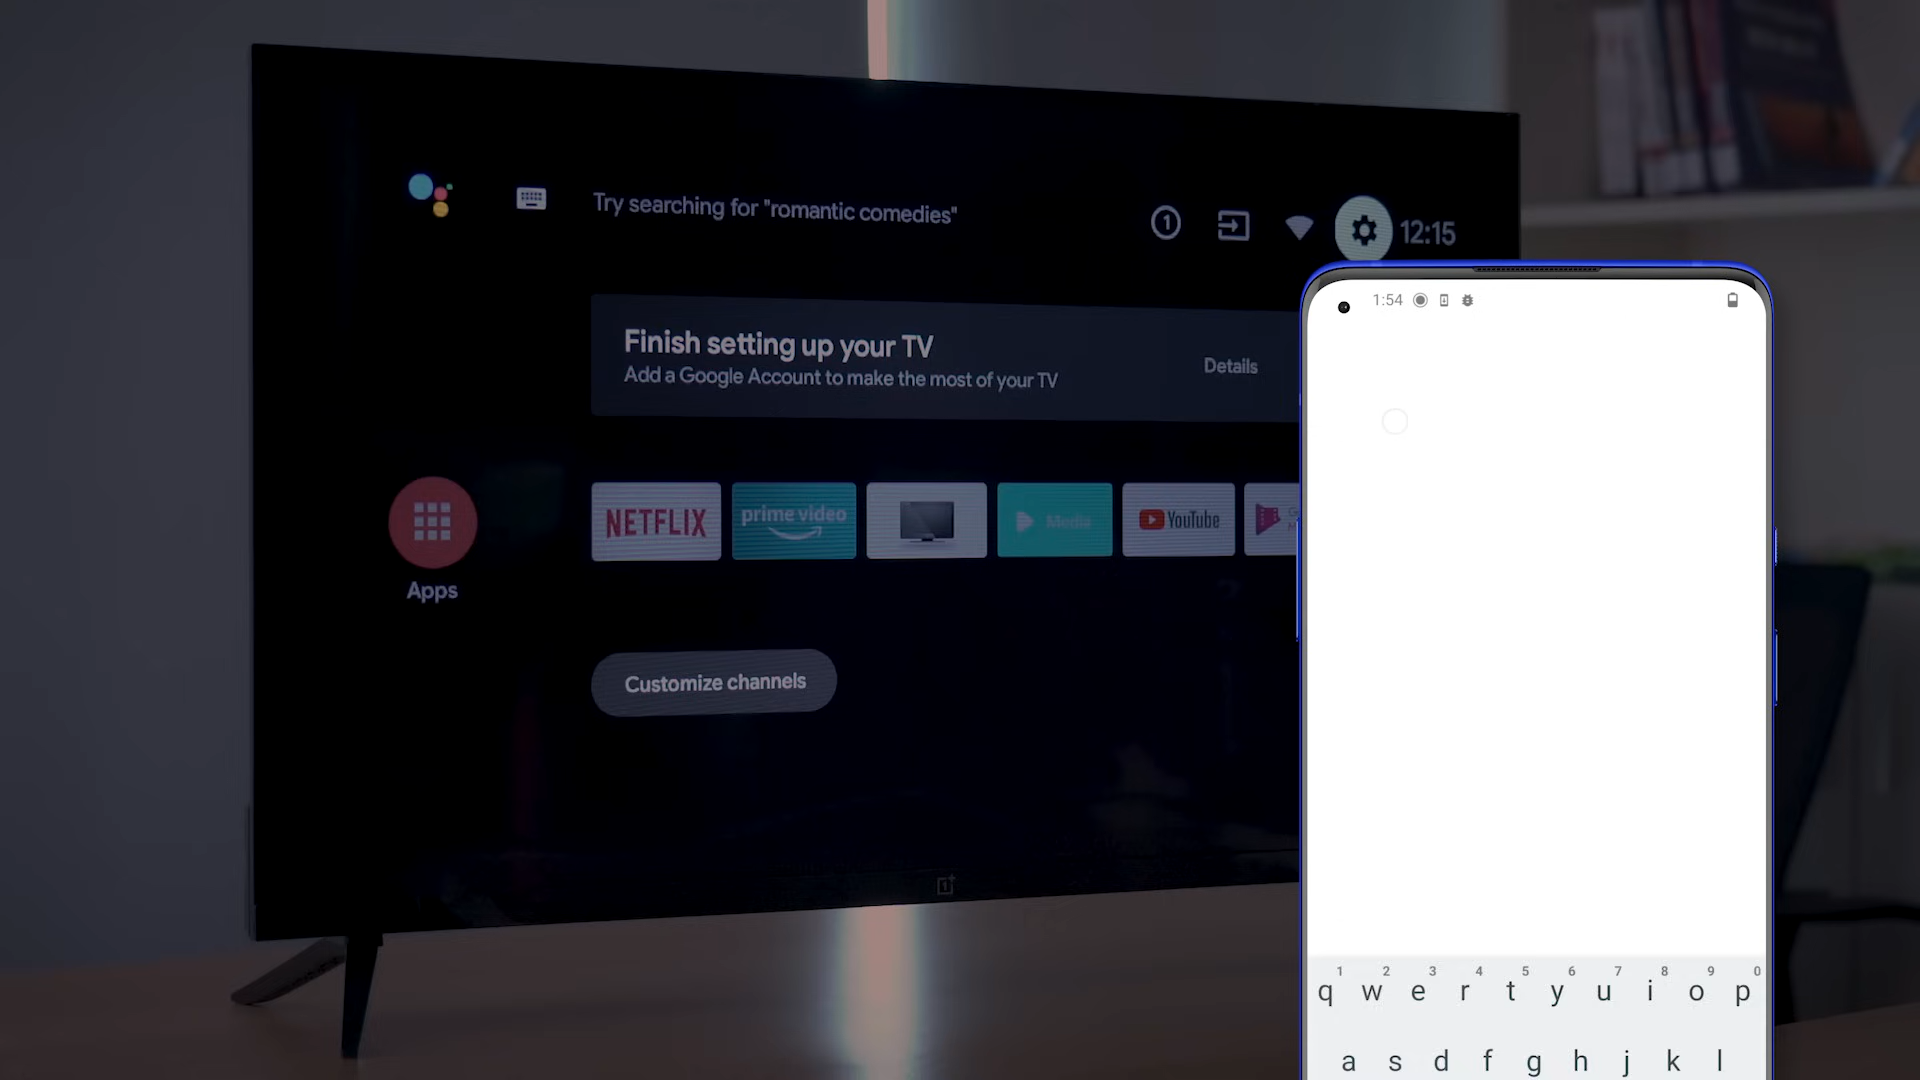 Try searching for "romantic comedies"
12:15
Finish setting up your TV
Add a Google Account to make the most of your TV
Details
NETFLIX
prime video
Media
YouTube
Apps
Customize channels
1:54
1 2 3 4 5 6 7 8 9 0
q w e r t y u i o p
a s d f g h j k l